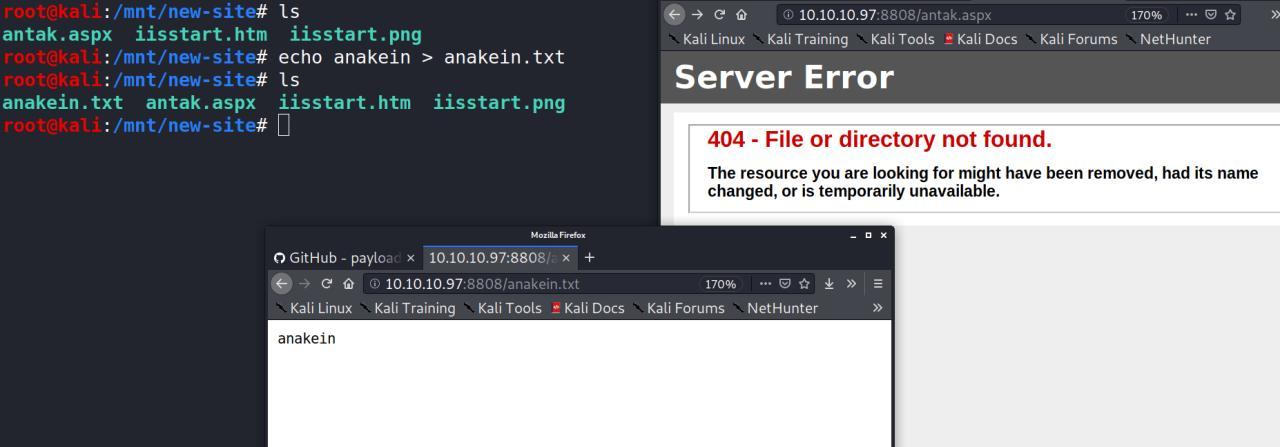 root@kali:/mnt/new-site# ls
antak.aspx  iisstart.htm  iisstart.png
root@kali:/mnt/new-site# echo anakein > anakein.txt
root@kali:/mnt/new-site# ls
anakein.txt  antak.aspx  iisstart.htm  iisstart.png
root@kali:/mnt/new-site#
10.10.10.97:8808/antak.aspx 170%
Kali Linux Kali Training Kali Tools Kali Docs Kali Forums NetHunter
Server Error
404 - File or directory not found.
The resource you are looking for might have been removed, had its name
changed, or is temporarily unavailable.
Mozilla Firefox
GitHub - payload 10.10.10.97:8808/a
10.10.10.97:8808/anakein.txt 170%
Kali Linux Kali Training Kali Tools Kali Docs Kali Forums NetHunter
anakein